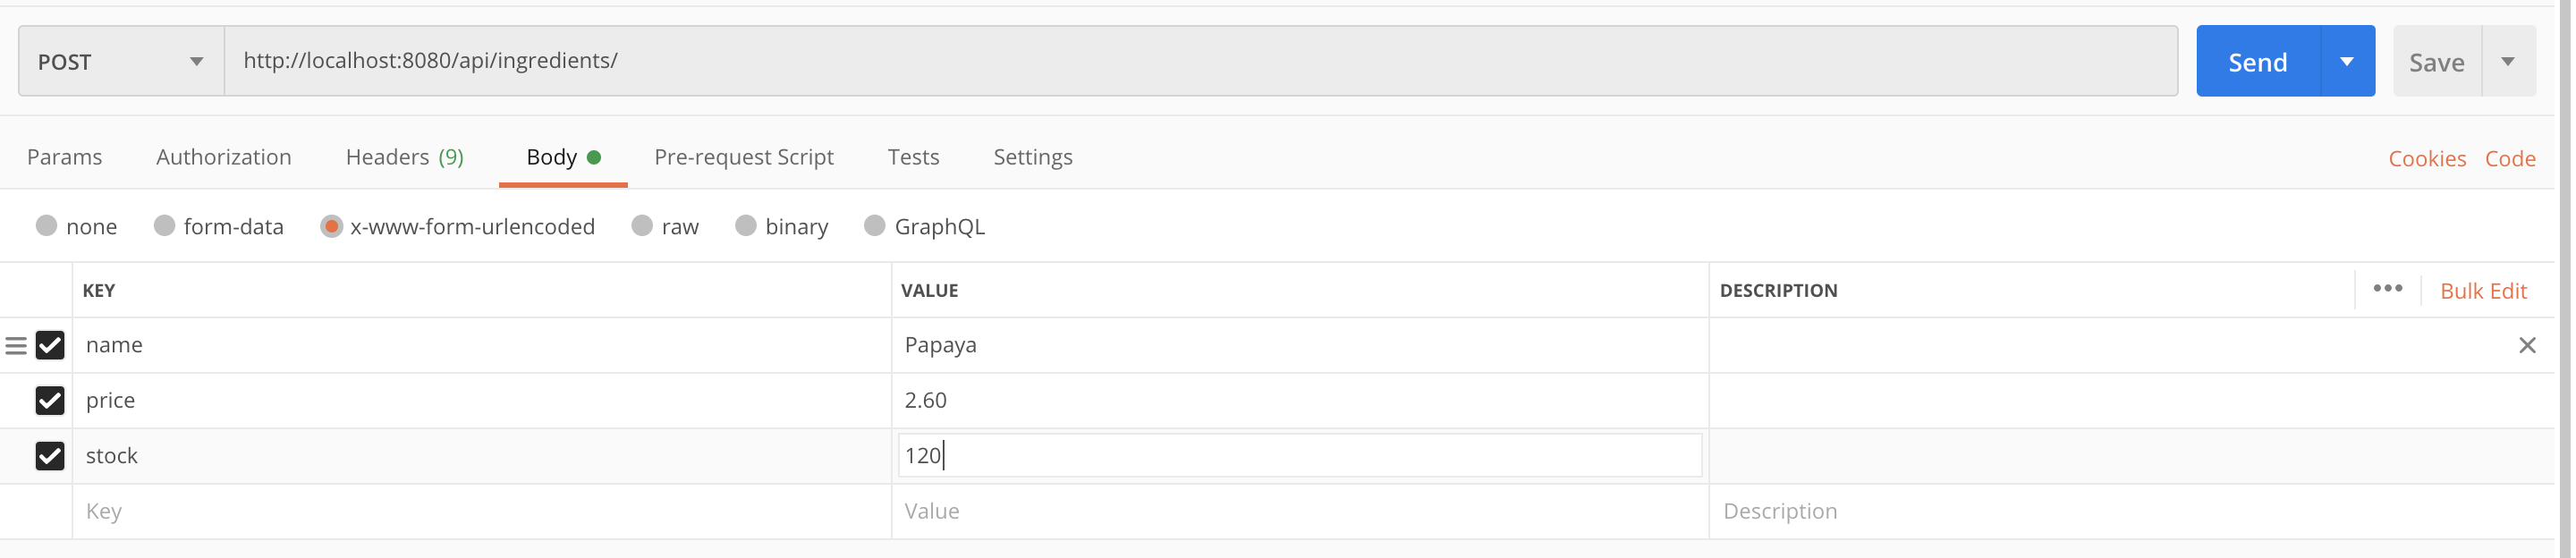 POST http://localhost:8080/api/ingredients/ Send Save
Params Authorization Headers (9) Body Pre-request Script Tests Settings Cookies Code
none form-data x-www-form-urlencoded raw binary GraphQL
KEY VALUE DESCRIPTION ••• Bulk Edit
name Papaya
price 2.60
stock 120
Key Value Description